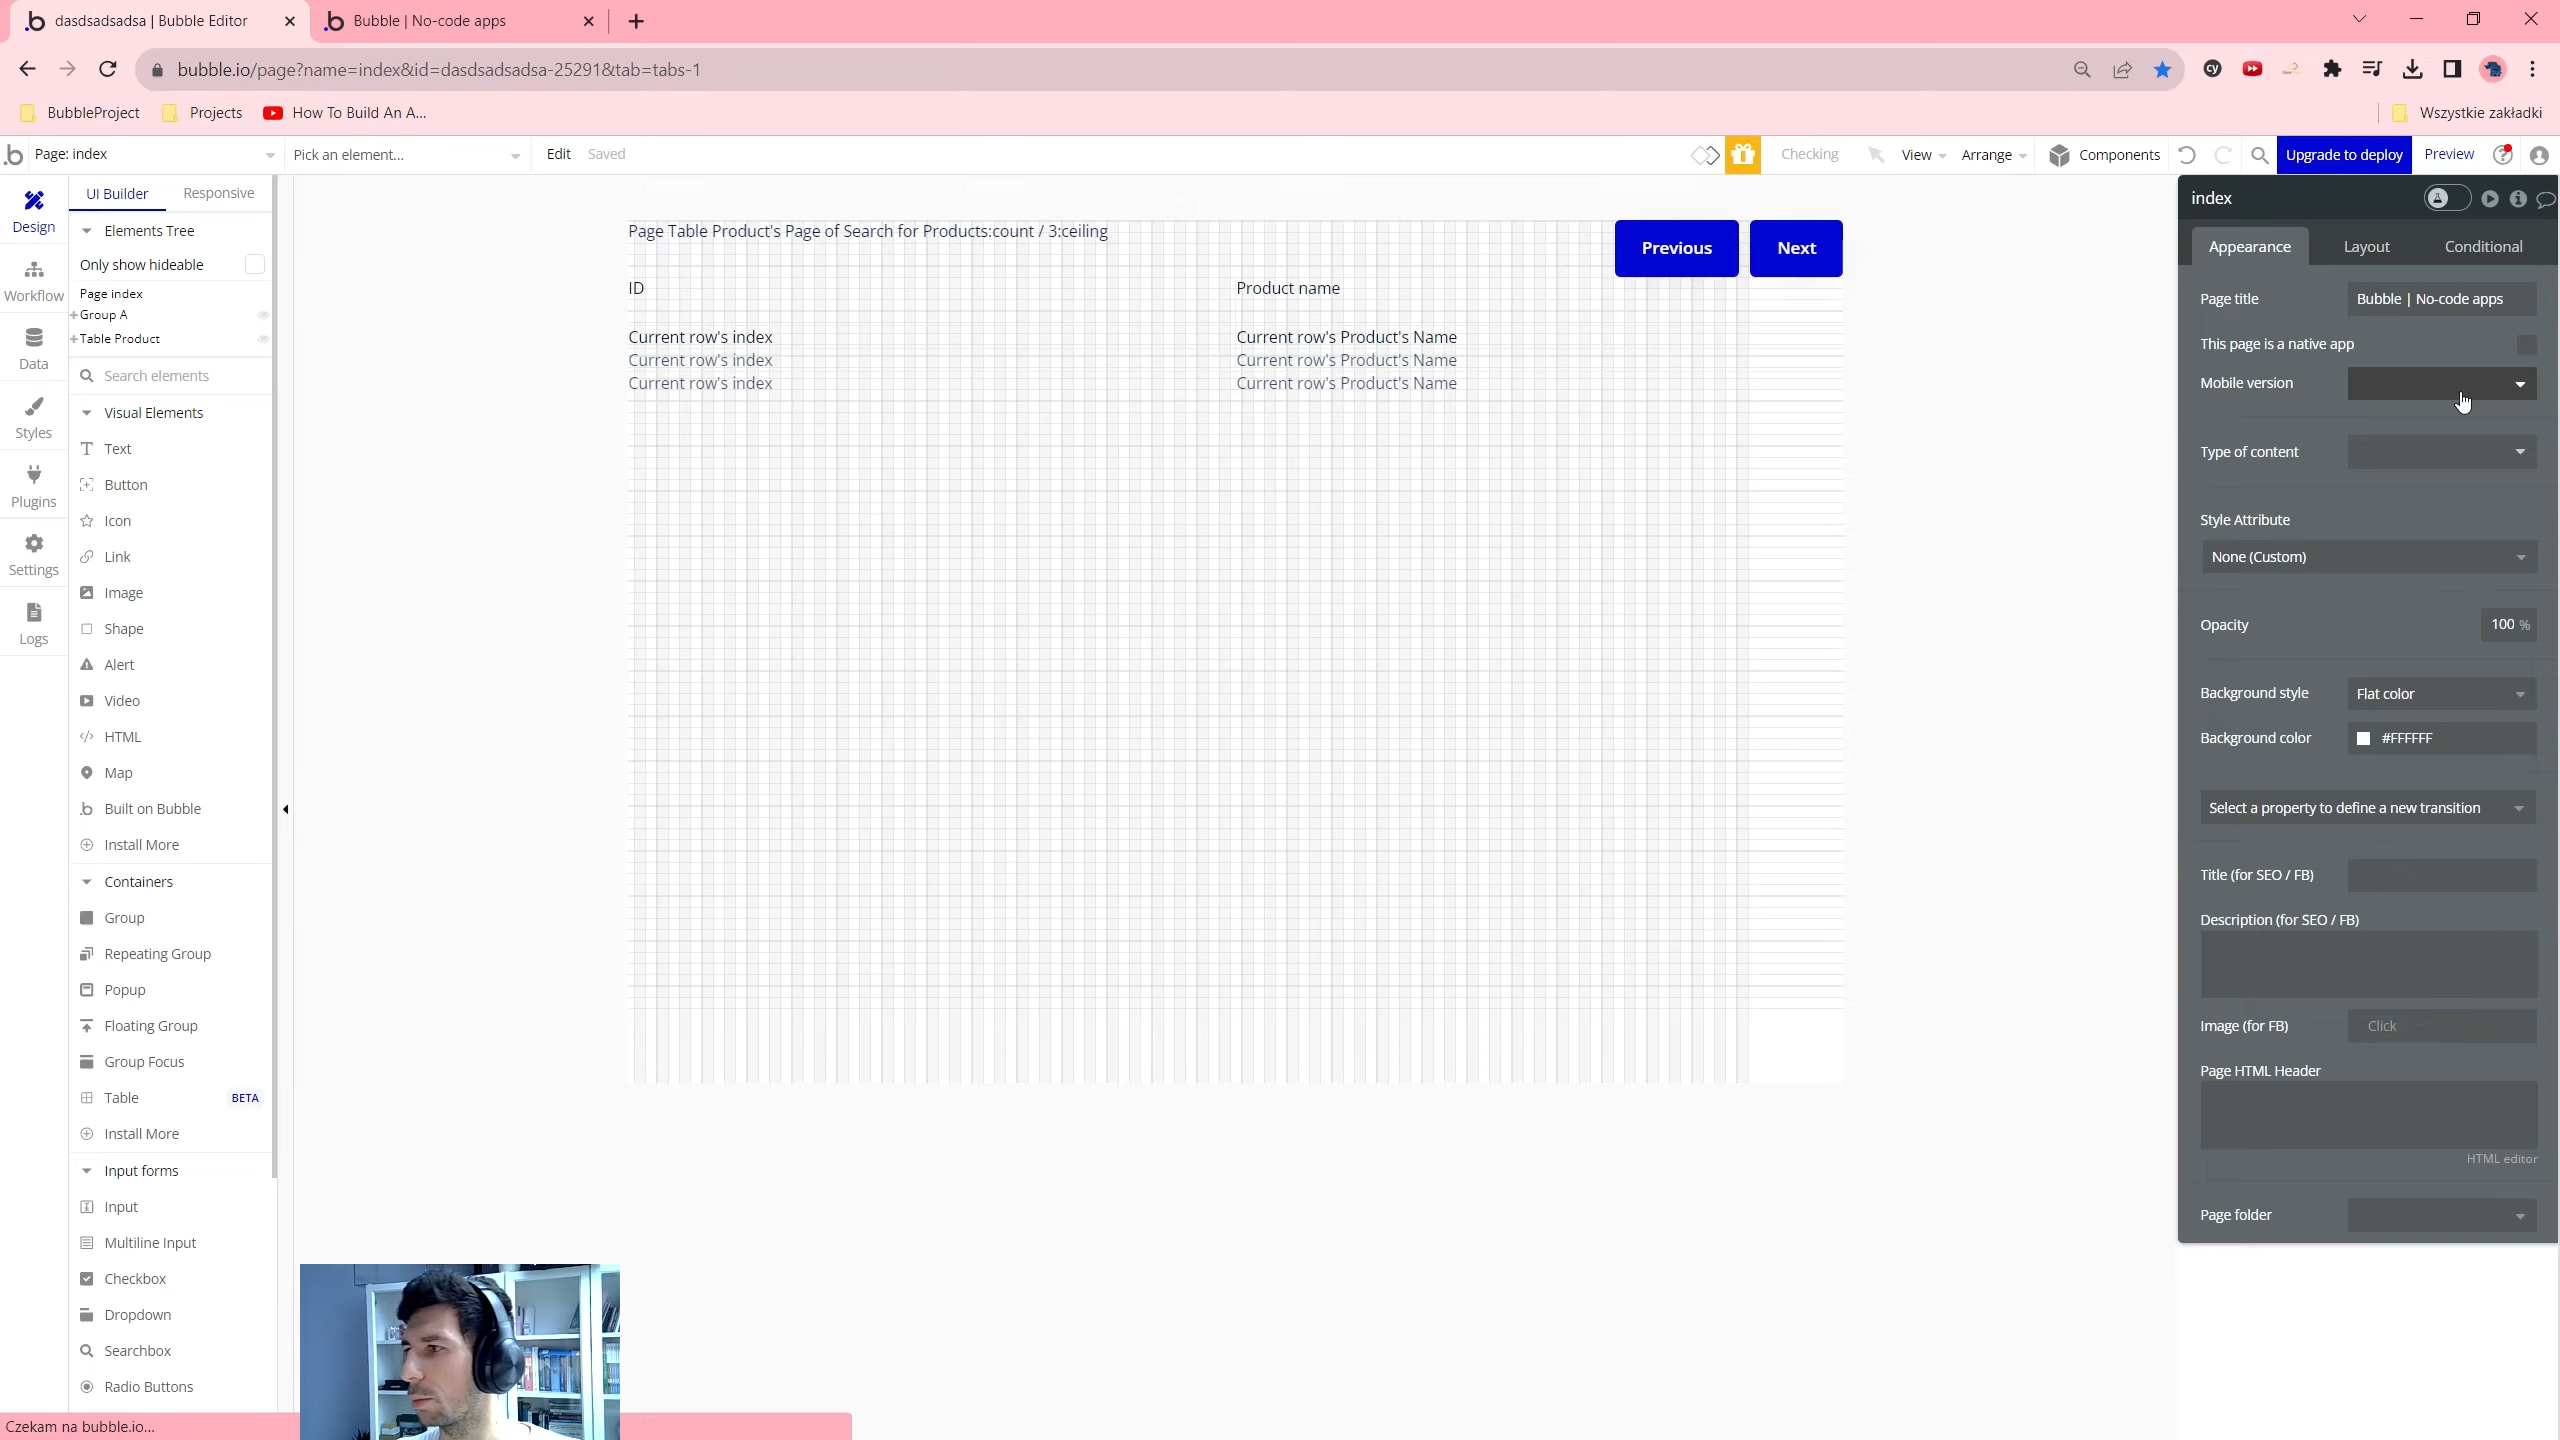 dasdsadsadsa | Bubble Editor
Bubble | No-code apps
bubble.io/page?name=index&id=dasdsadsadsa-25291&tab=tabs-1
BubbleProject
Projects
How To Build An A...
Wszystkie zakładki
Page: index
Pick an element...
Edit
Saved
Checking
View
Arrange
Components
Upgrade to deploy
Preview
Design
Workflow
Data
Styles
Plugins
Settings
Logs
UI Builder
Responsive
Elements Tree
Only show hideable
Page index
Group A
Table Product
Search elements
Visual Elements
Text
Button
Icon
Link
Image
Shape
Alert
Video
HTML
Map
Built on Bubble
Install More
Containers
Group
Repeating Group
Popup
Floating Group
Group Focus
Table BETA
Install More
Input forms
Input
Multiline Input
Checkbox
Dropdown
Searchbox
Radio Buttons
Page Table Product's Page of Search for Products:count / 3:ceiling
Previous
Next
ID
Product name
Current row's index
Current row's Product's Name
Current row's index
Current row's Product's Name
Current row's index
Current row's Product's Name
index
Appearance
Layout
Conditional
Page title
Bubble | No-code apps
This page is a native app
Mobile version
Type of content
Style Attribute
None (Custom)
Opacity
100 %
Background style
Flat color
Background color
#FFFFFF
Select a property to define a new transition
Title (for SEO / FB)
Description (for SEO / FB)
Image (for FB)
Click
Page HTML Header
HTML editor
Page folder
Czekam na bubble.io...